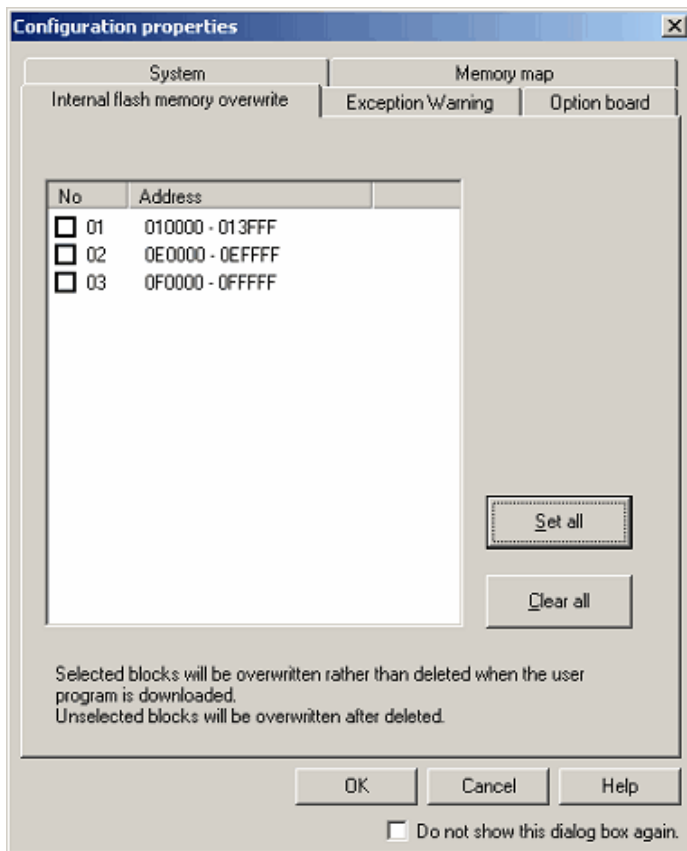 Configuration properties
System Memory map
Internal flash memory overwrite Exception Warning Option board
No Address
01 010000 - 013FFF
02 0E0000 - 0EFFFF
03 0F0000 - 0FFFFF
Set all
Clear all
Selected blocks will be overwritten rather than deleted when the user
program is downloaded.
Unselected blocks will be overwritten after deleted.
OK Cancel Help
Do not show this dialog box again.